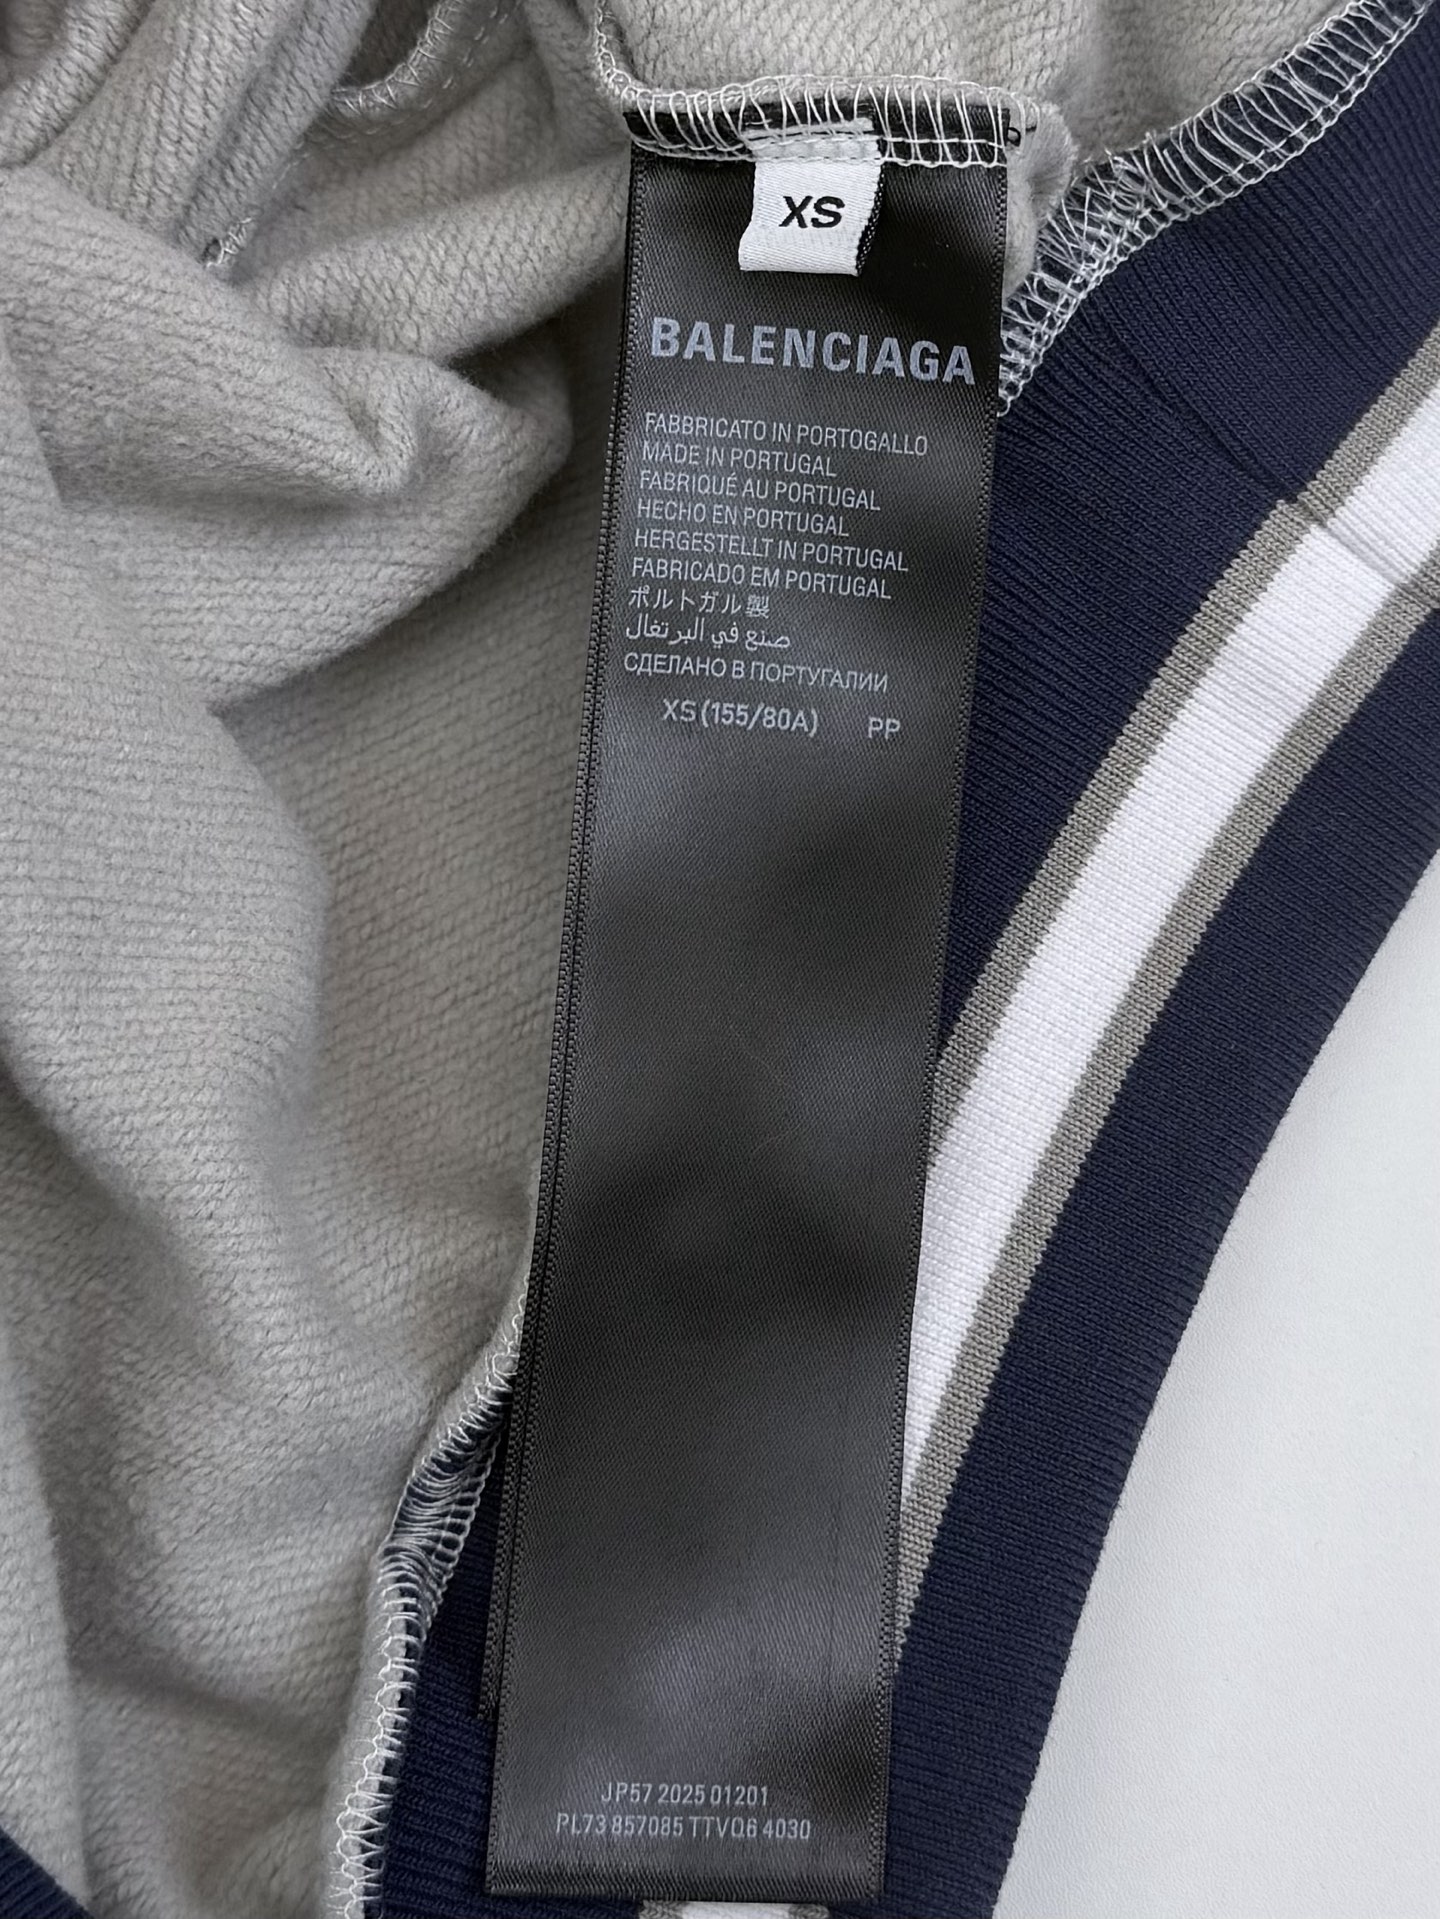 XS
BALENCIAGA
FABBRICATO IN PORTOGALLO
MADE IN PORTUGAL
FABRIQUÉ AU PORTUGAL
HECHO EN PORTUGAL
HERGESTELLT IN PORTUGAL
FABRICADO EM PORTUGAL
ポルトガル製
صنع في البرتغال
СДЕЛАНО В ПОРТУГАЛИИ
XS (155/80A) PP
JP57 2025 01201
PL73 857085 TTVQ6 4030